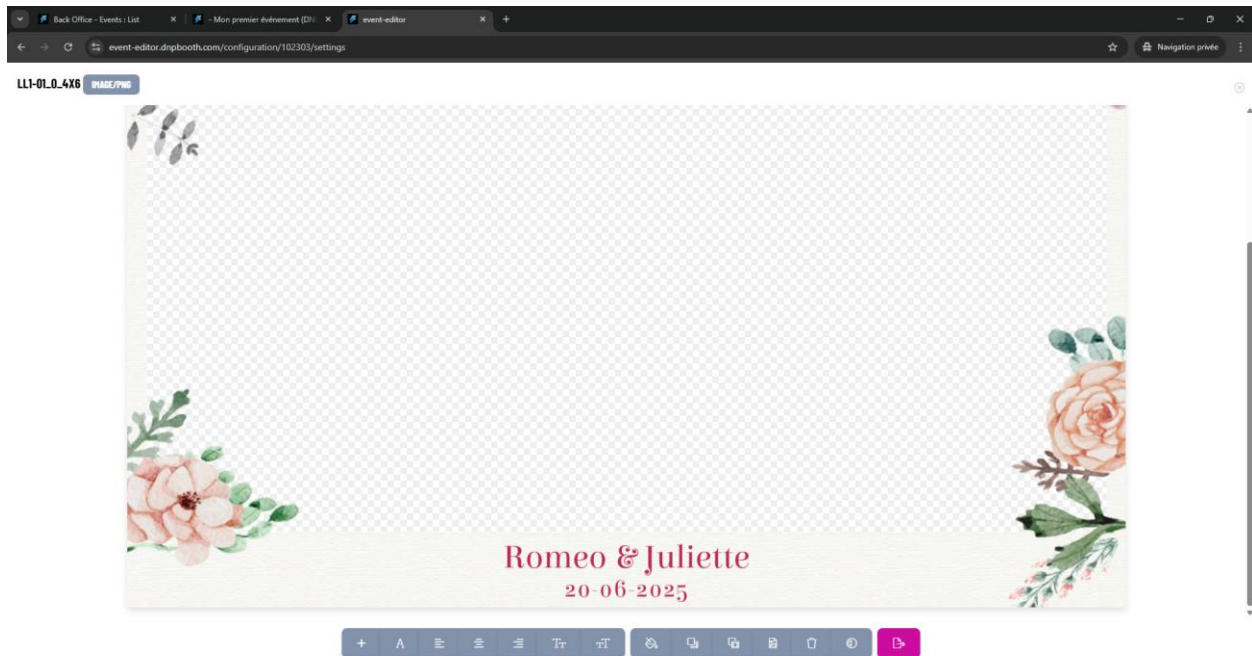 Back Office - Events : List
- Mon premier événement (DN
event-editor
event-editor.dnpbooth.com/configuration/102303/settings
Navigation privée
LL1-01_0_4X6 IMAGE/PNG
Romeo & Juliette
20-06-2025